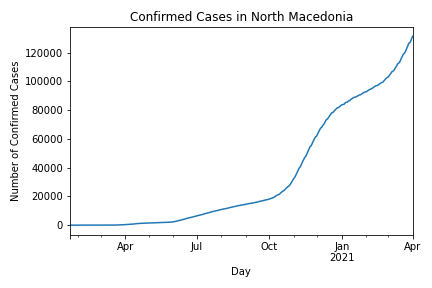 Confirmed Cases in North Macedonia
Number of Confirmed Cases
120000
100000
80000
60000
40000
20000
0
Apr
Jul
Oct
Jan
2021
Apr
Day